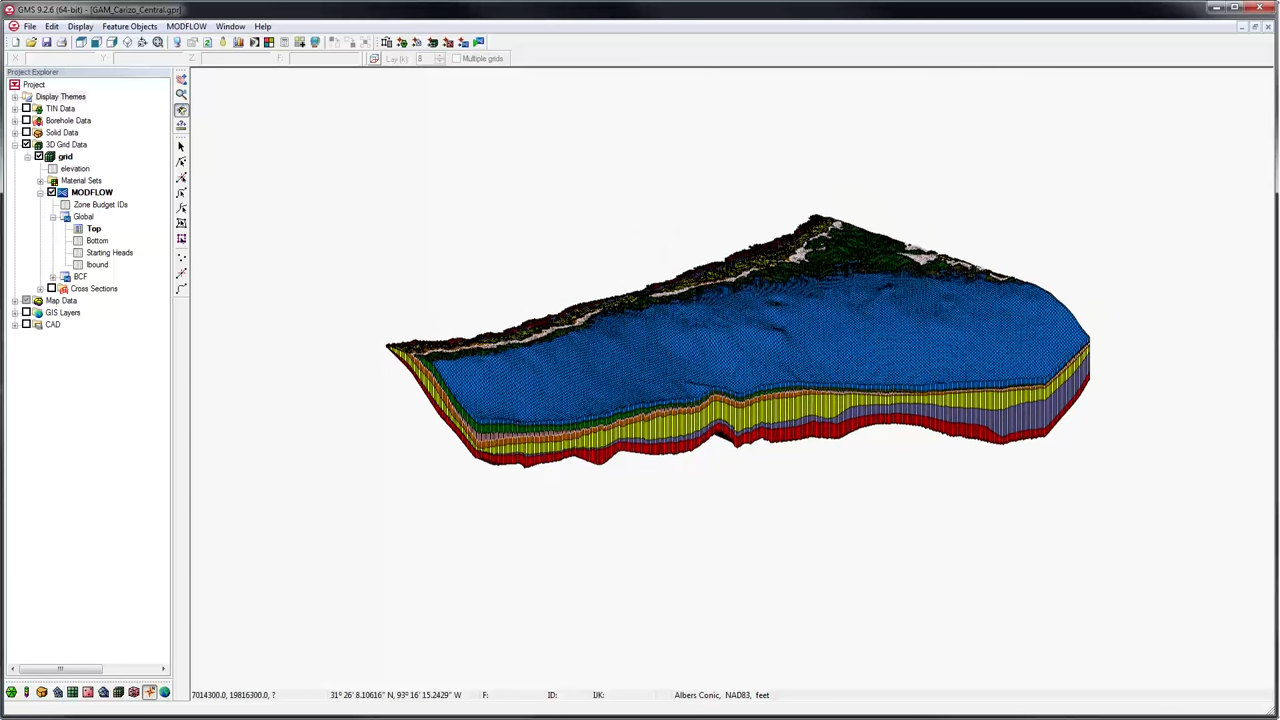 GMS 9.2.6 (64-bit) - [GAM_Carizo_Central.gpr]
File Edit Display Feature Objects MODFLOW Window Help
X: Y: Z: F: Lay (k) 8 Multiple grids
Project Explorer
Project
Display Themes
TIN Data
Borehole Data
Solid Data
3D Grid Data
grid
elevation
Material Sets
MODFLOW
Zone Budget IDs
Global
Top
Bottom
Starting Heads
Ibound
BCF
Cross Sections
Map Data
GIS Layers
CAD
7014300.0, 19816300.0, ? 31° 26' 8.10616" N, 93° 16' 15.2429" W F: ID: IJK: Albers Conic, NAD83, feet